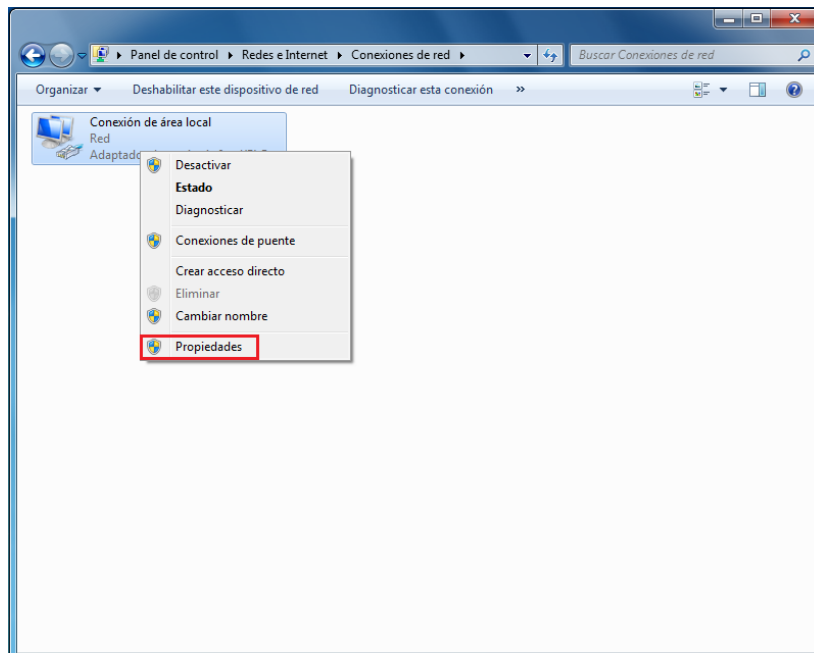 Panel de control Redes e Internet Conexiones de red Buscar Conexiones de red
Organizar Deshabilitar este dispositivo de red Diagnosticar esta conexión »
Conexión de área local
Red
Desactivar
Estado
Diagnosticar
Conexiones de puente
Crear acceso directo
Eliminar
Cambiar nombre
Propiedades